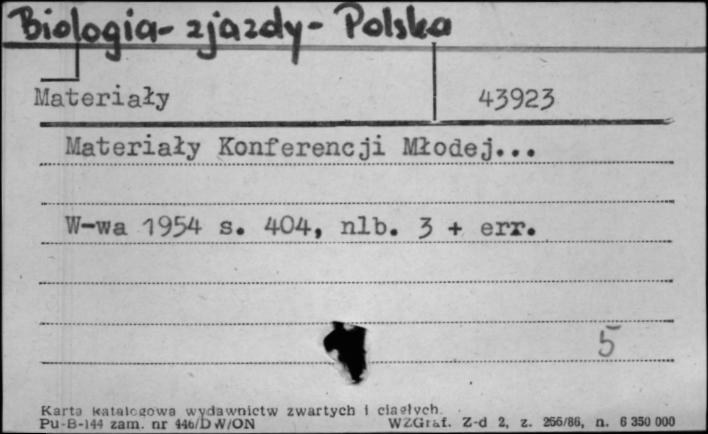 Biologia - zjazdy - Polska
Materiały 43923
Materiały Konferencji Młodej...
W-wa 1954 s. 404, nlb. 3 + err.
5
Karta katalogowa wydawnictw zwartych i ciągłych.
Pu-B-144 zam. nr 446/DW/ON WZGraf. Z-d 2, z. 266/86, n. 6 350 000